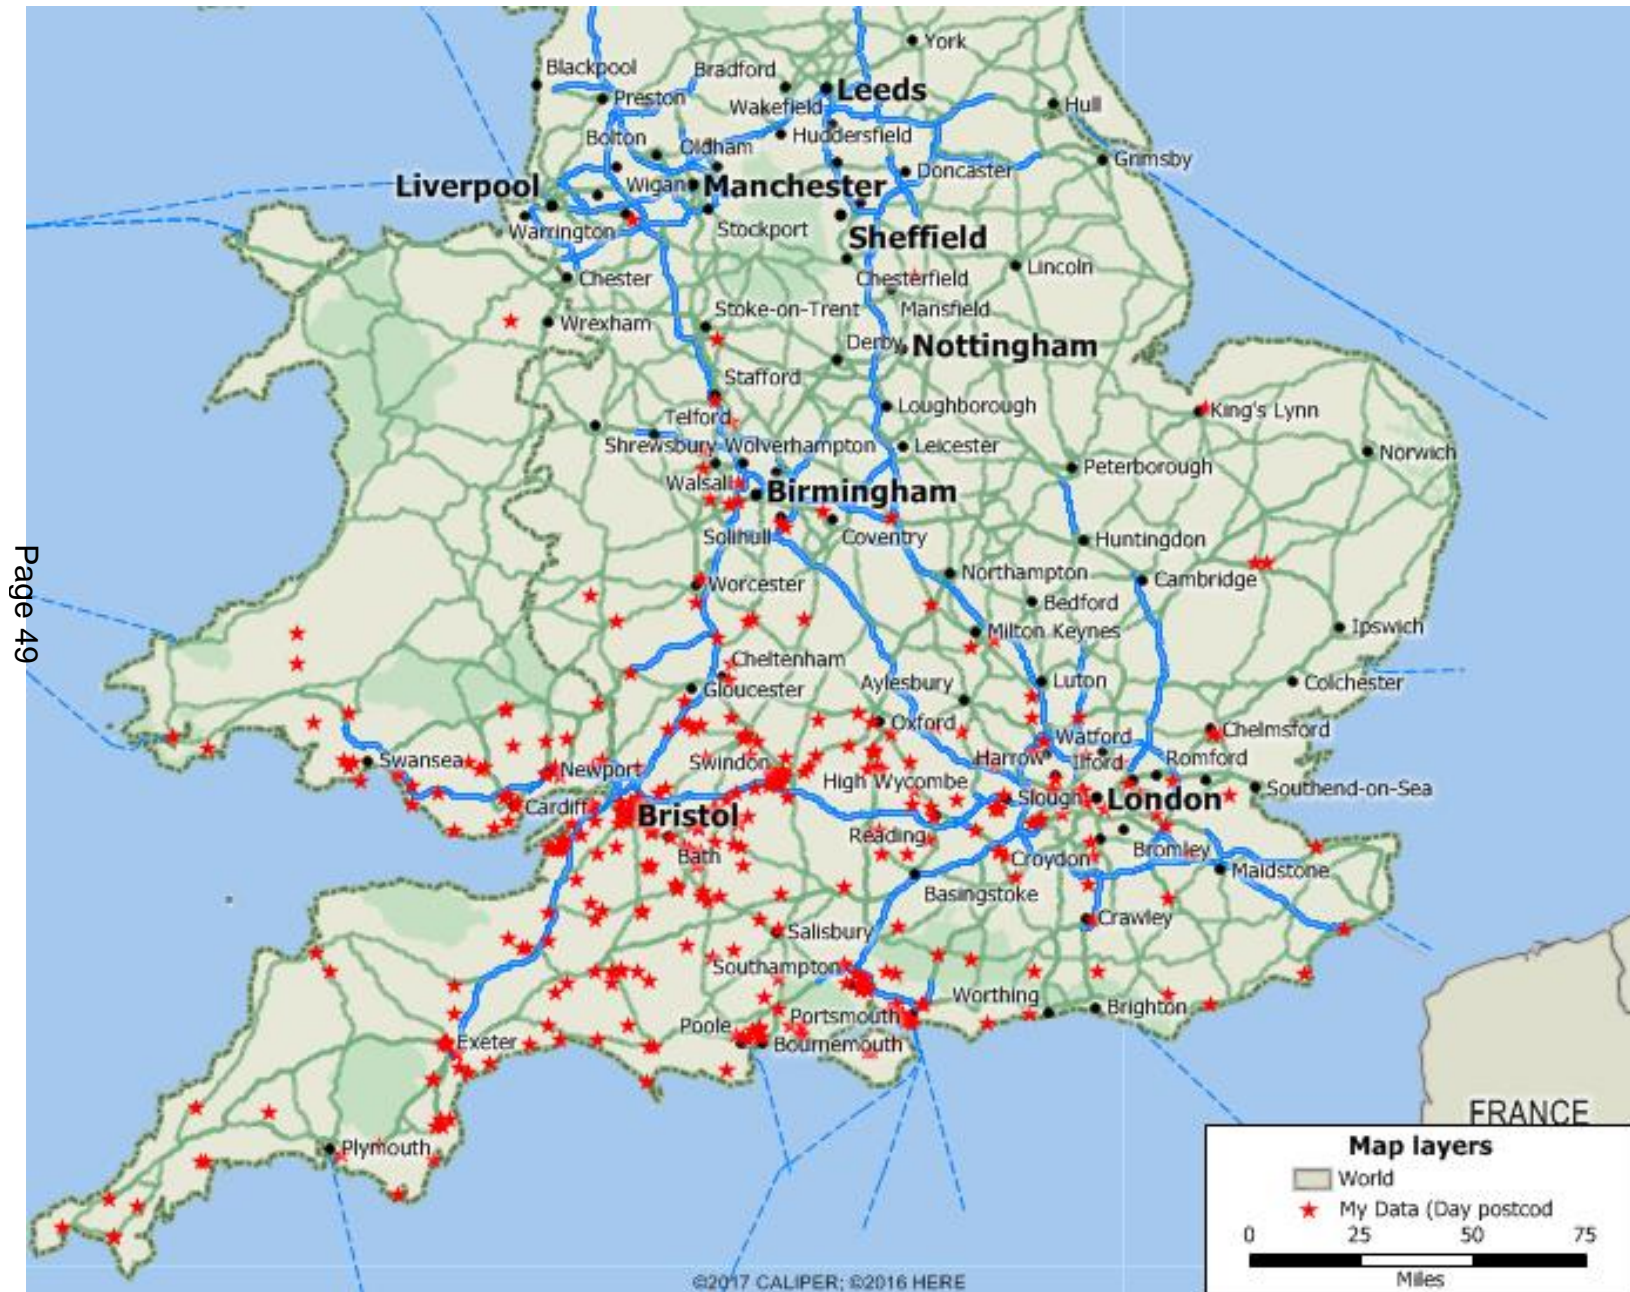 York
Blackpool
Bradford
Leeds
Preston
Wakefield
Hull
Bolton
Huddersfield
Oldham
Grimsby
Doncaster
Liverpool
Wigan
Manchester
Warrington
Stockport
Sheffield
Chester
Chesterfield
Lincoln
Stoke-on-Trent
Mansfield
Wrexham
Derby
Nottingham
Stafford
Loughborough
King's Lynn
Telford
Shrewsbury
Wolverhampton
Leicester
Norwich
Peterborough
Walsall
Birmingham
Solihull
Coventry
Huntingdon
Page 49
Northampton
Cambridge
Worcester
Bedford
Milton Keynes
Ipswich
Cheltenham
Gloucester
Aylesbury
Luton
Colchester
Oxford
Chelmsford
Watford
Swansea
Newport
Swindon
Harrow
Ilford
Romford
High Wycombe
Southend-on-Sea
Cardiff
Bristol
Slough
London
Reading
Bath
Croydon
Bromley
Maidstone
Basingstoke
Crawley
Salisbury
Southampton
Worthing
Brighton
Portsmouth
Poole
Exeter
Bournemouth
FRANCE
Plymouth
Map layers
World
My Data (Day postcod
0 25 50 75
Miles
©2017 CALIPER; ©2016 HERE